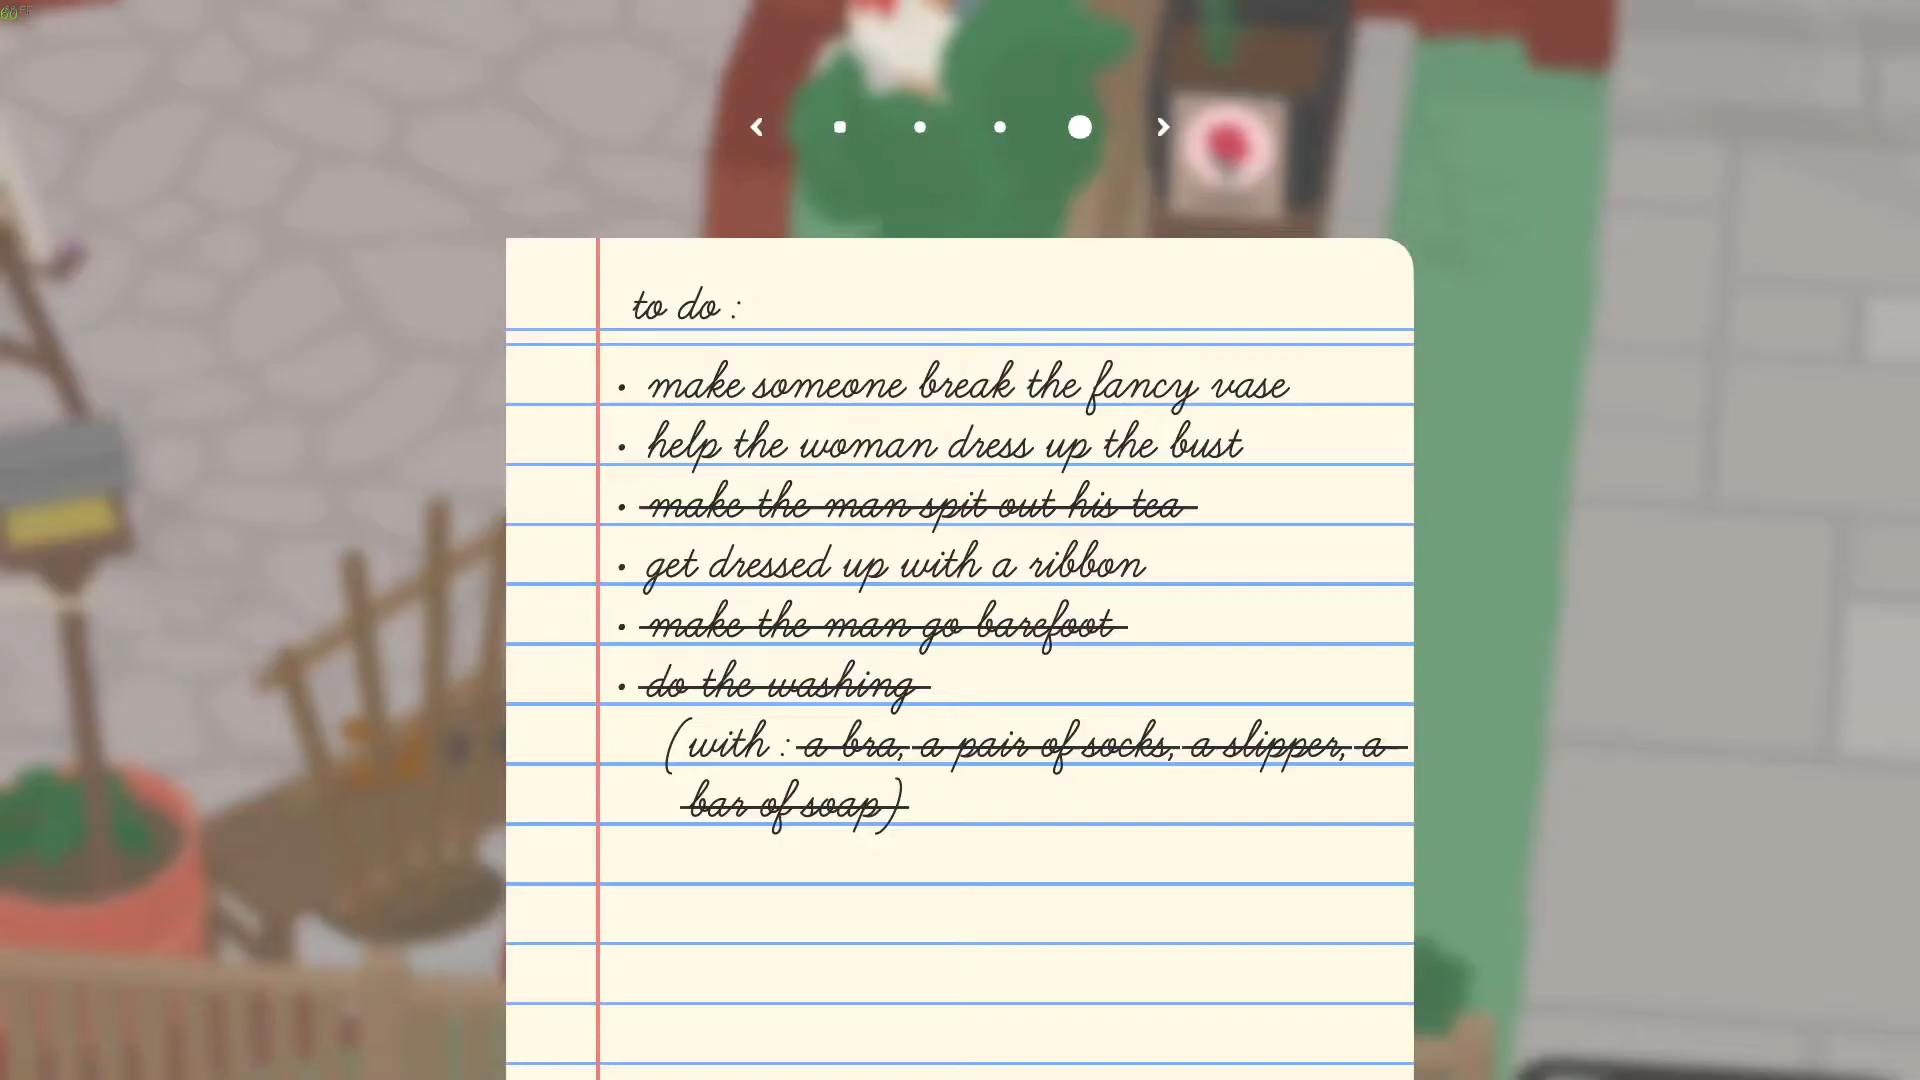 to do :
• make someone break the fancy vase
• help the woman dress up the bust
• make the man spit out his tea
• get dressed up with a ribbon
• make the man go barefoot
• do the washing
(with : a bra, a pair of socks, a slipper, a
bar of soap)